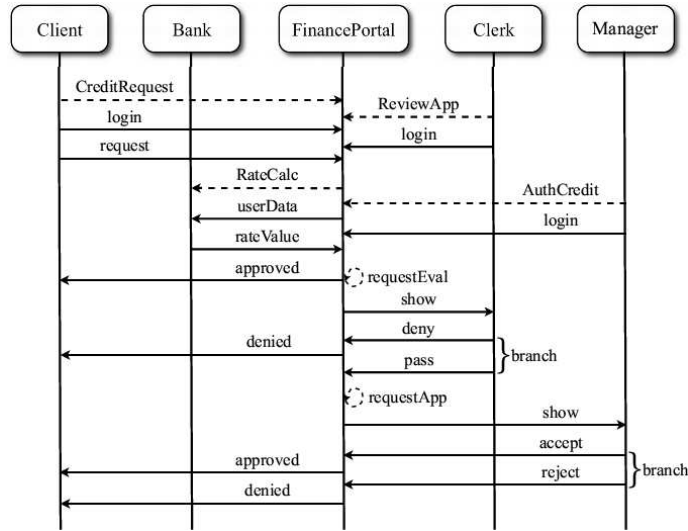 Client Bank FinancePortal Clerk Manager
CreditRequest
ReviewApp
login
login
request
RateCalc
AuthCredit
userData
login
rateValue
approved
requestEval
show
deny
denied
branch
pass
requestApp
show
accept
approved
reject
branch
denied